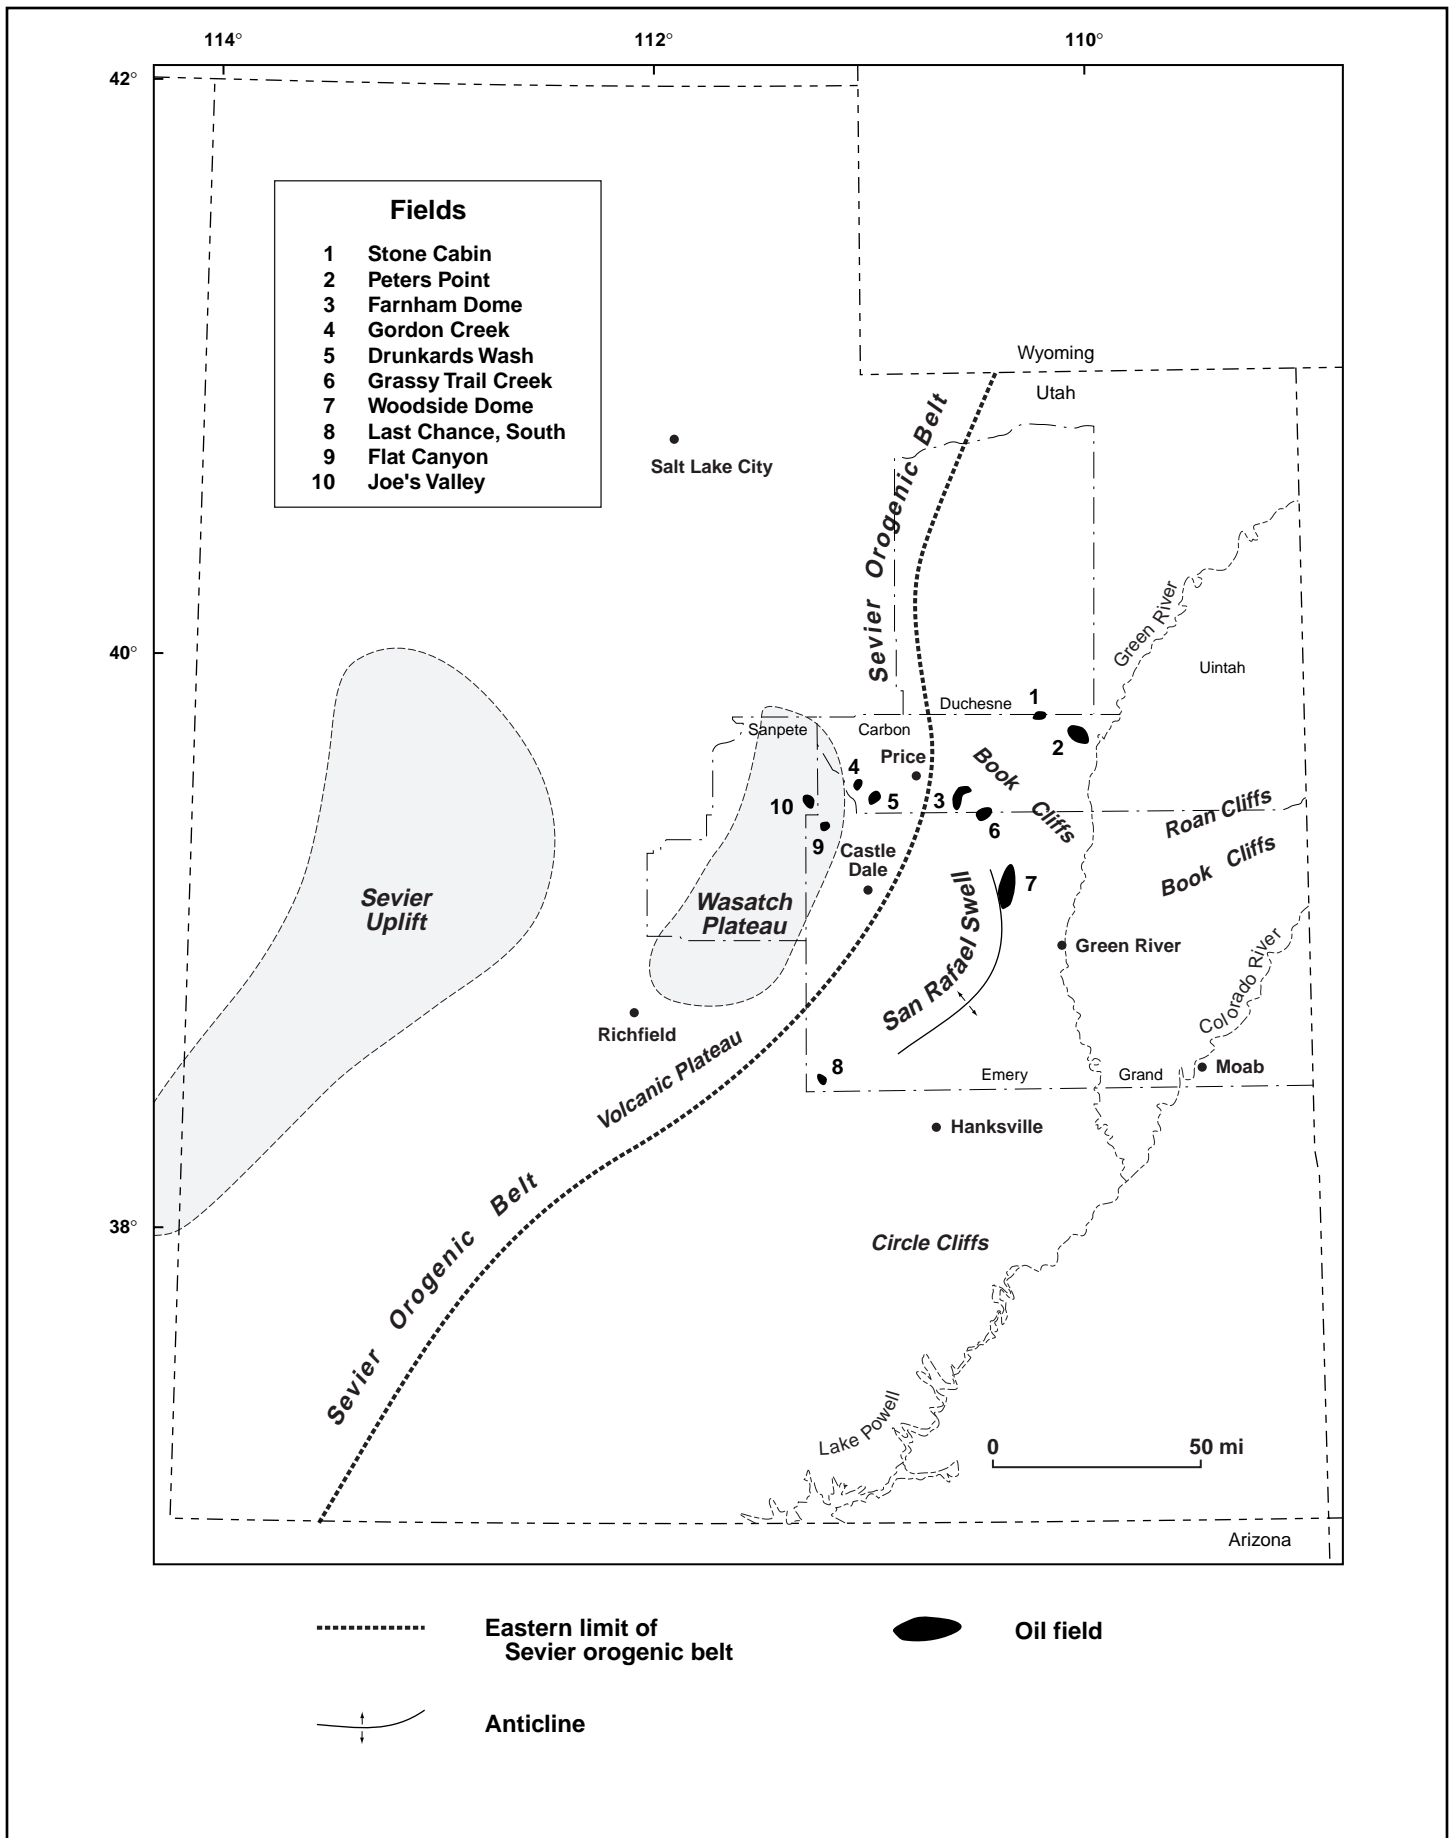 114° 112° 110°
42°
40°
38°
Fields
1 Stone Cabin
2 Peters Point
3 Farnham Dome
4 Gordon Creek
5 Drunkards Wash
6 Grassy Trail Creek
7 Woodside Dome
8 Last Chance, South
9 Flat Canyon
10 Joe's Valley
Wyoming
Utah
Salt Lake City
Sevier Orogenic Belt
Green River
Uintah
Duchesne
1
2
Sanpete
Carbon
Price
Book Cliffs
4
5
3
6
10
9
Roan Cliffs
Book Cliffs
Castle
Dale
7
Sevier
Uplift
Wasatch
Plateau
San Rafael Swell
Green River
Colorado River
Richfield
Volcanic Plateau
8
Emery
Grand
Moab
Hanksville
Sevier Orogenic Belt
Circle Cliffs
Lake Powell
0 50 mi
Arizona
Eastern limit of
Sevier orogenic belt
Oil field
Anticline